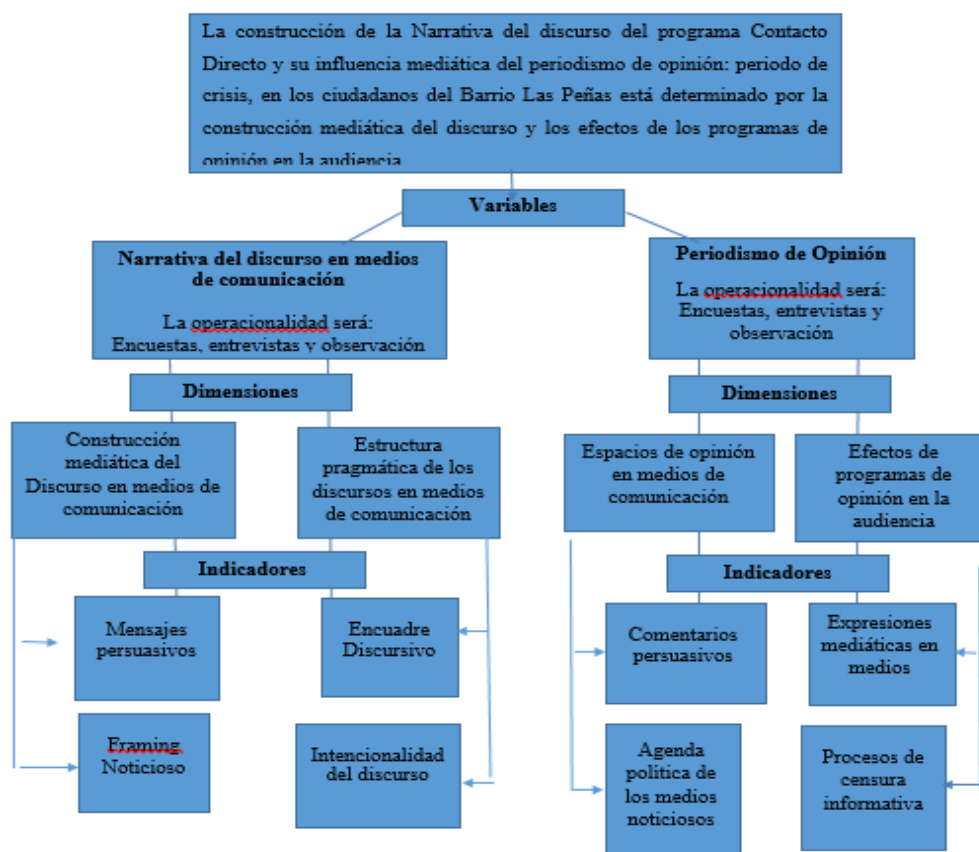 La construcción de la Narrativa del discurso del programa Contacto
Directo y su influencia mediática del periodismo de opinión: periodo de
crisis, en los ciudadanos del Barrio Las Peñas está determinado por la
construcción mediática del discurso y los efectos de los programas de
opinión en la audiencia
Variables
Narrativa del discurso en medios
de comunicación
La operacionalidad será:
Encuestas, entrevistas y observación
Periodismo de Opinión
La operacionalidad será:
Encuestas, entrevistas y
observación
Dimensiones
Dimensiones
Construcción
mediática del
Discurso en medios de
comunicación
Estructura
pragmática de los
discursos en medios
de comunicación
Espacios de opinión
en medios de
comunicación
Efectos de
programas de
opinión en la
audiencia
Indicadores
Indicadores
Mensajes
persuasivos
Encuadre
Discursivo
Comentarios
persuasivos
Expresiones
mediáticas en
medios
Framing
Noticioso
Intencionalidad
del discurso
Agenda
política de
los medios
noticiosos
Procesos de
censura
informativa